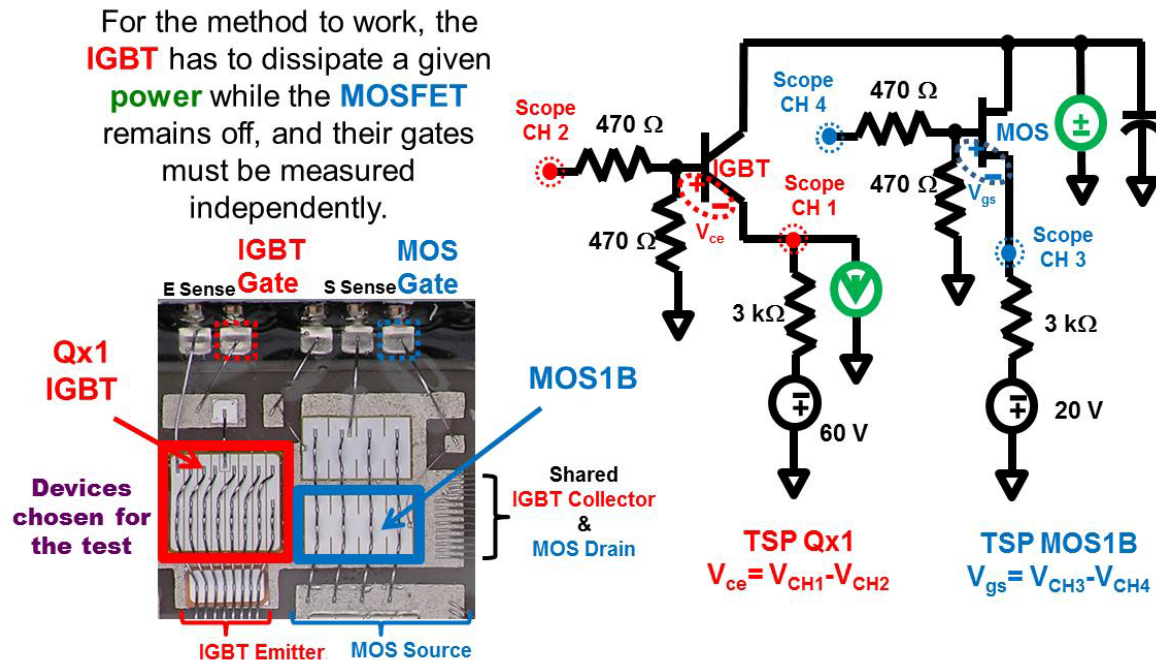 For the method to work, the
IGBT has to dissipate a given
power while the MOSFET
remains off, and their gates
must be measured
independently.
IGBT
Gate
MOS
Gate
E Sense
S Sense
Qx1
IGBT
MOS1B
Devices
chosen for
the test
Shared
IGBT Collector
&
MOS Drain
IGBT Emitter
MOS Source
Scope
CH 2
470 Ω
IGBT
+
−
Vce
470 Ω
Scope
CH 1
3 kΩ
60 V
Scope
CH 4
470 Ω
MOS
+
−
Vgs
470 Ω
Scope
CH 3
3 kΩ
20 V
±
TSP Qx1
Vce= VCH1-VCH2
TSP MOS1B
Vgs= VCH3-VCH4